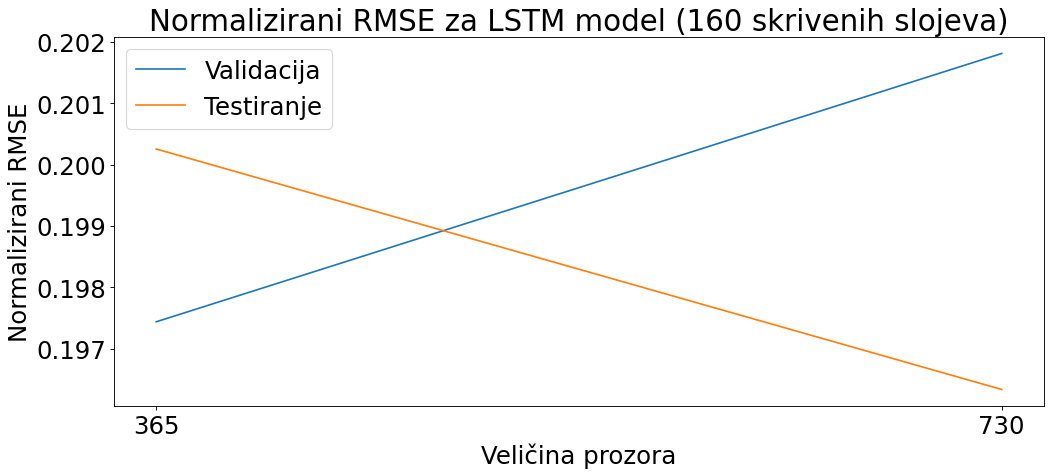 Normalizirani RMSE za LSTM model (160 skrivenih slojeva)
0.202
0.201
0.200
0.199
0.198
0.197
Normalizirani RMSE
Validacija
Testiranje
365
730
Veličina prozora